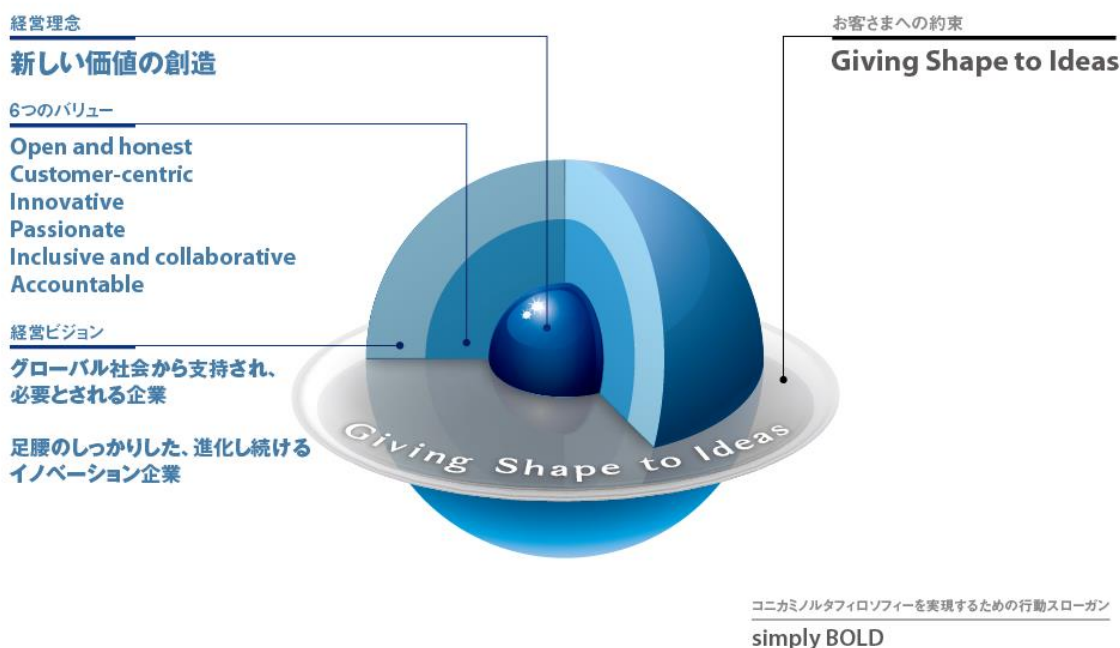 経営理念
新しい価値の創造
6つのバリュー
Open and honest
Customer-centric
Innovative
Passionate
Inclusive and collaborative
Accountable
経営ビジョン
グローバル社会から支持され、
必要とされる企業
足腰のしっかりした、進化し続ける
イノベーション企業
お客さまへの約束
Giving Shape to Ideas
Giving Shape to Ideas
コニカミノルタフィロソフィーを実現するための行動スローガン
simply BOLD